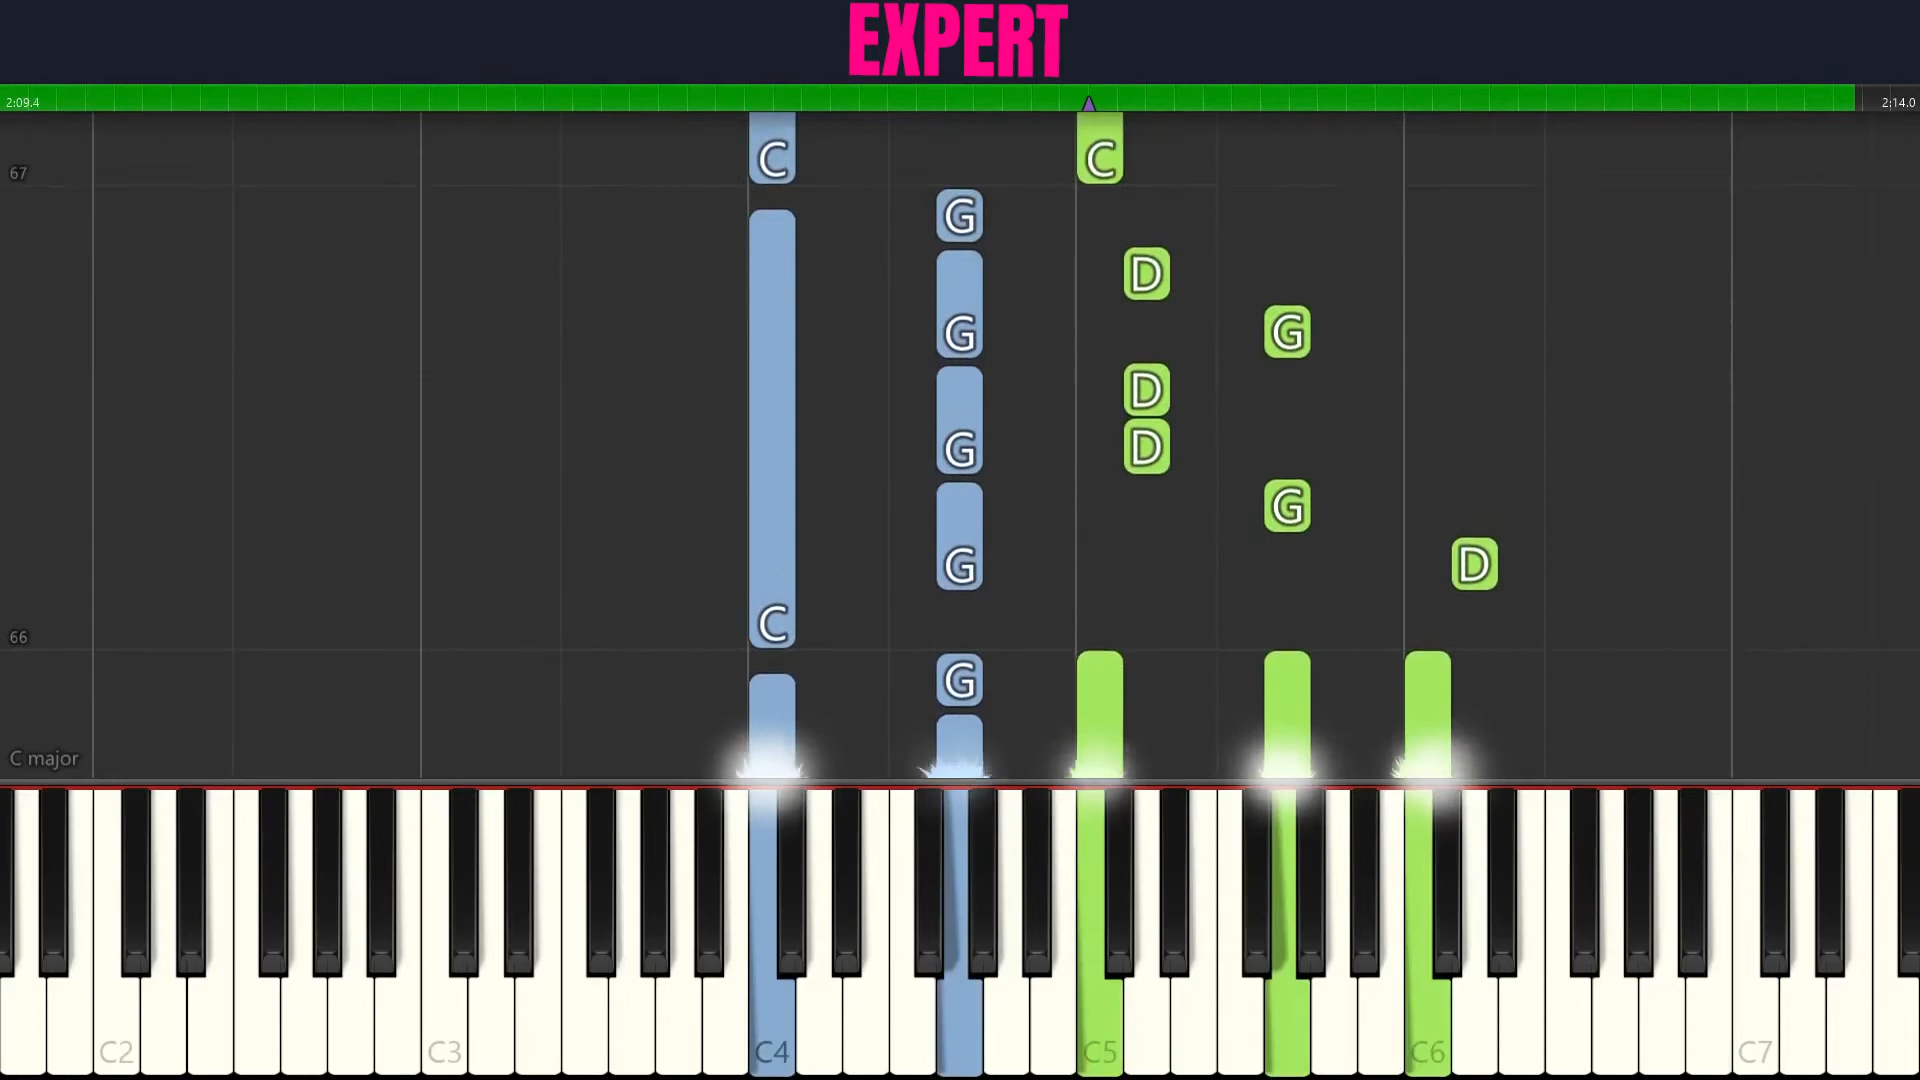 EXPERT
2:09.4 2:14.0
C C
67
G
D
G G
D
G D
G
G D
C
66
G
C major
C2 C3 C4 C5 C6 C7